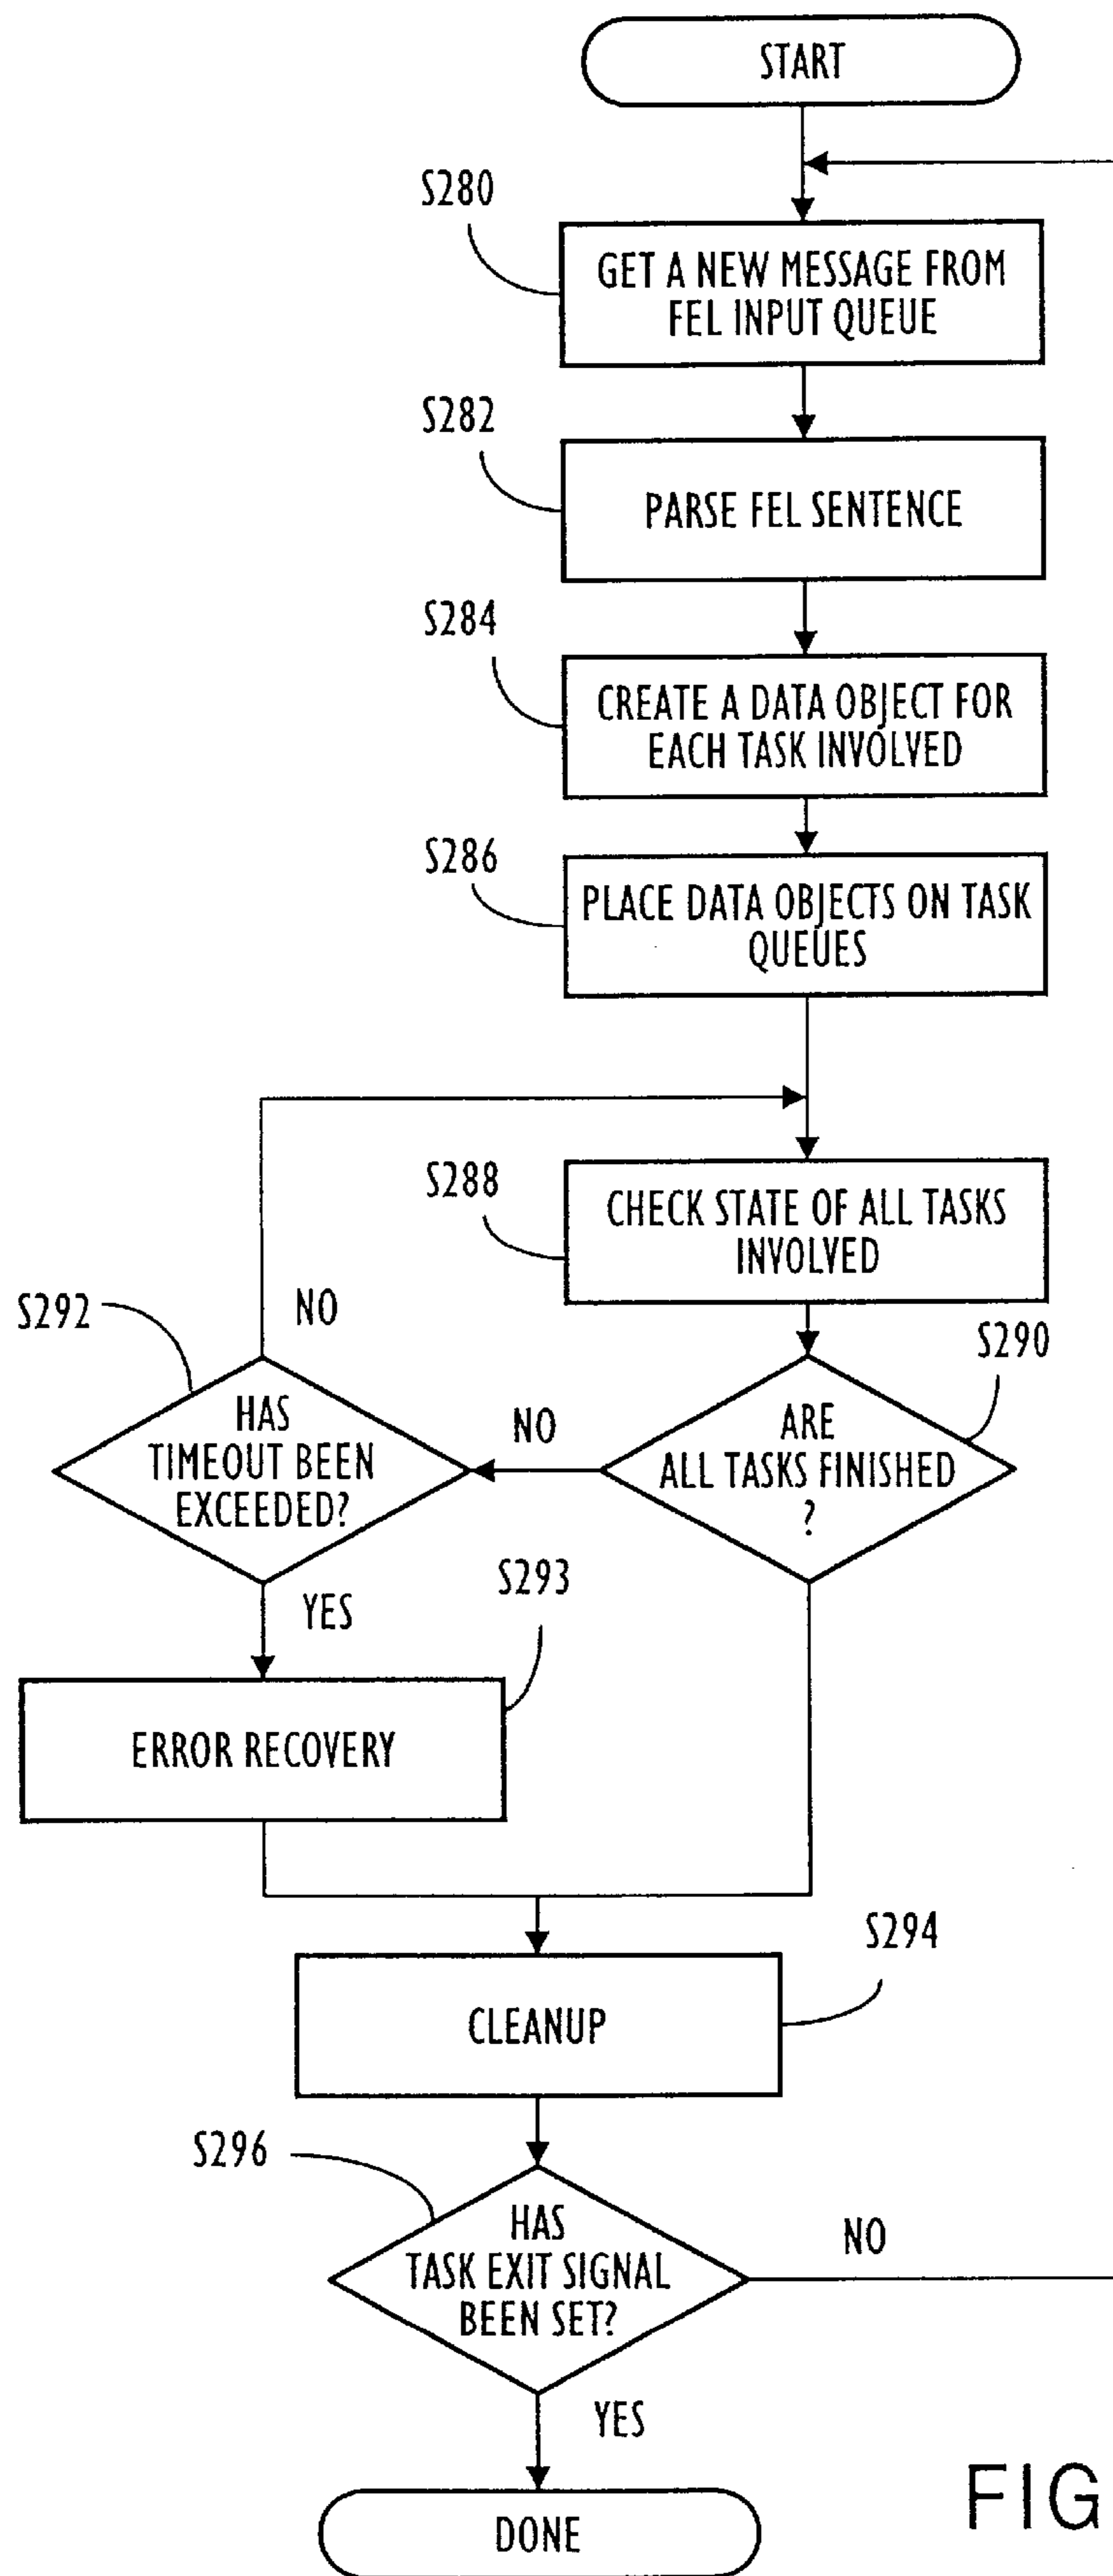 START
S280
GET A NEW MESSAGE FROM
FEL INPUT QUEUE
S282
PARSE FEL SENTENCE
S284
CREATE A DATA OBJECT FOR
EACH TASK INVOLVED
S286
PLACE DATA OBJECTS ON TASK
QUEUES
S288
CHECK STATE OF ALL TASKS
INVOLVED
S292
NO
S290
HAS
TIMEOUT BEEN
EXCEEDED?
NO
ARE
ALL TASKS FINISHED
?
YES
S293
ERROR RECOVERY
S294
CLEANUP
S296
HAS
TASK EXIT SIGNAL
BEEN SET?
NO
YES
DONE
FIG